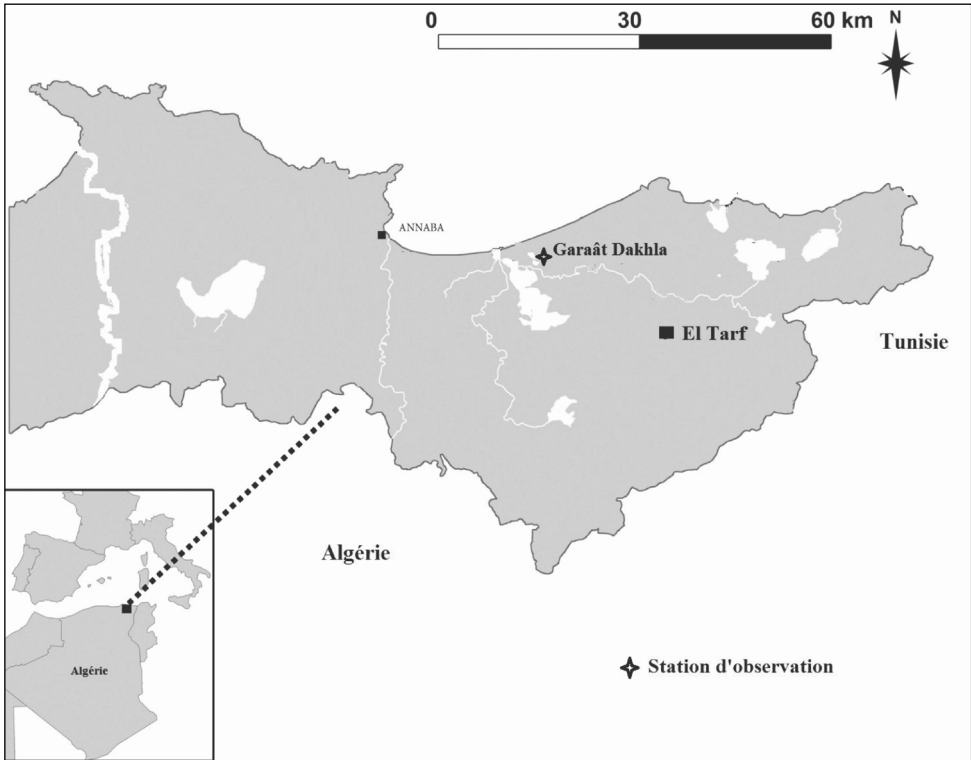 0 30 60 km
N
ANNABA
Garaât Dakhla
El Tarf
Tunisie
Algérie
Algérie
Station d'observation